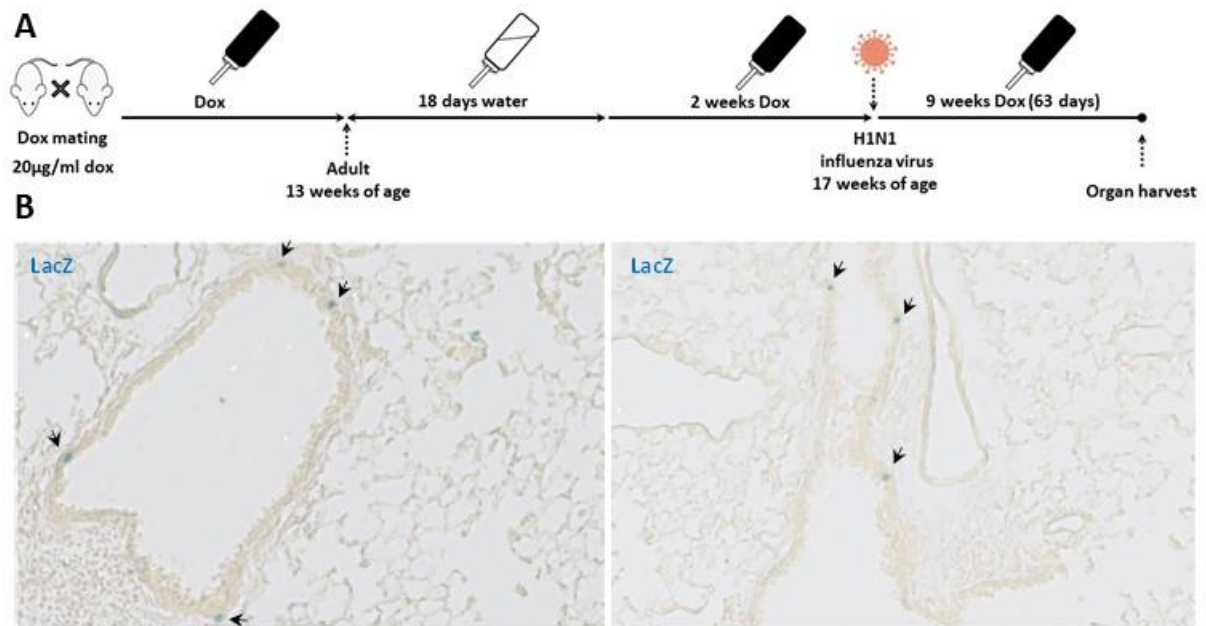 A
Dox
18 days water
2 weeks Dox
9 weeks Dox (63 days)
Dox mating
20µg/ml dox
Adult
13 weeks of age
H1N1
influenza virus
17 weeks of age
Organ harvest
B
LacZ
LacZ